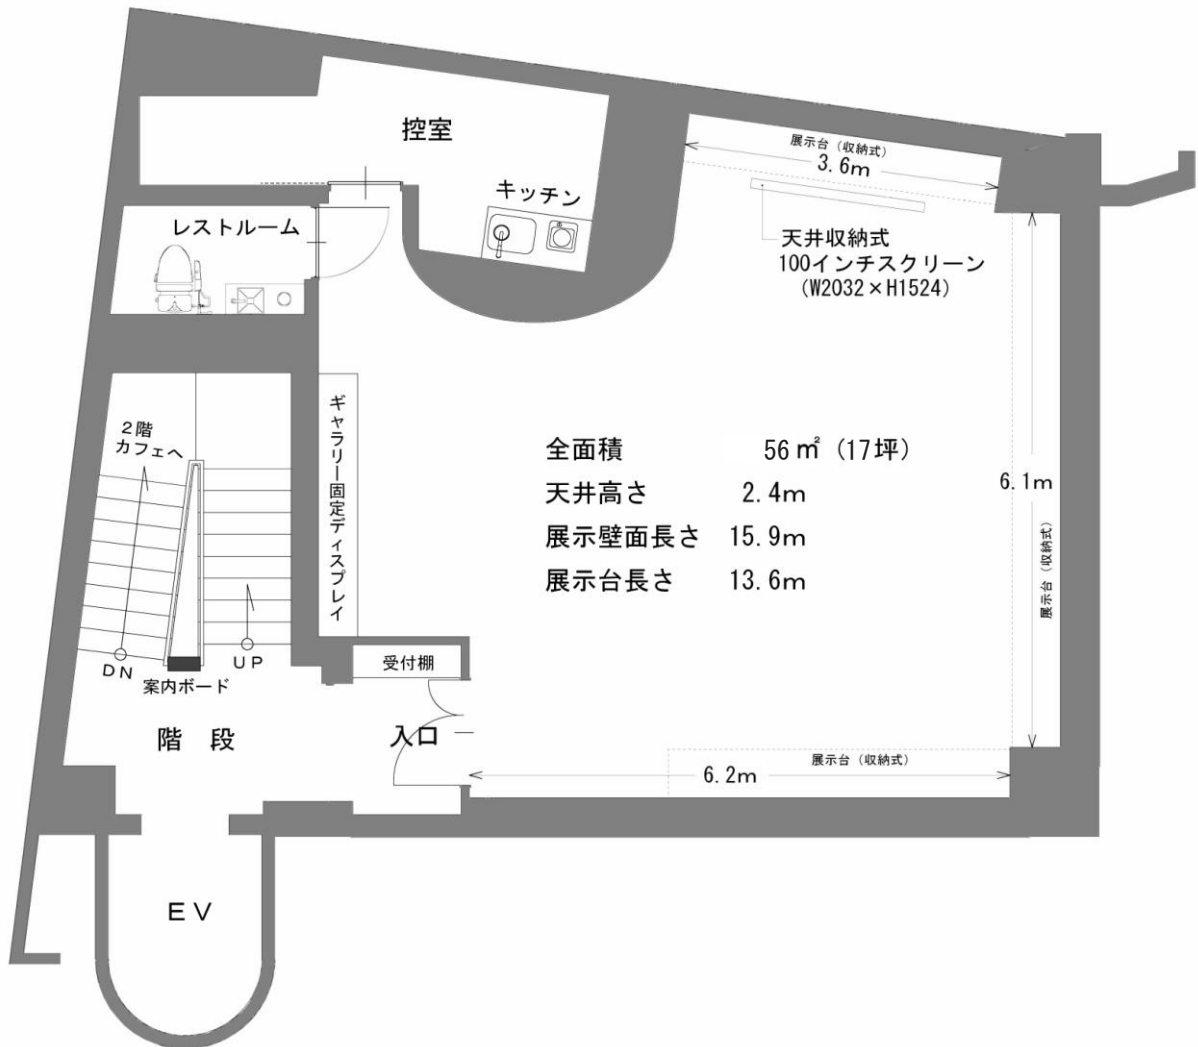 控室
展示台（収納式）
3.6m
キッチン
レストルーム
天井収納式
100インチスクリーン
（W2032×H1524）
2階
カフェへ
ギャラリー固定ディスプレイ
全面積 56㎡（17坪）
天井高さ 2.4m
展示壁面長さ 15.9m
展示台長さ 13.6m
6.1m
展示台（収納式）
DN
UP
案内ボード
受付棚
階段
入口
展示台（収納式）
6.2m
EV